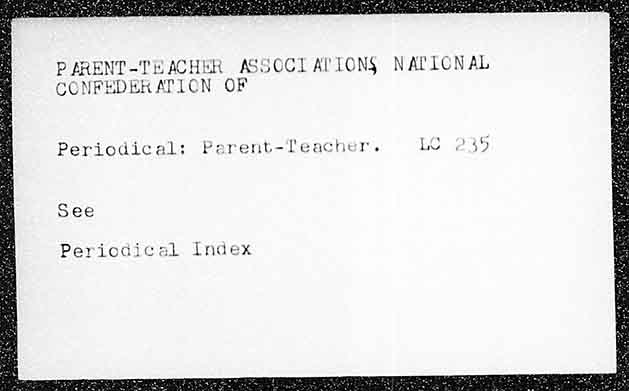 PARENT-TEACHER ASSOCIATIONS, NATIONAL
CONFEDERATION OF
Periodical: Parent-Teacher. LC 235
See
Periodical Index